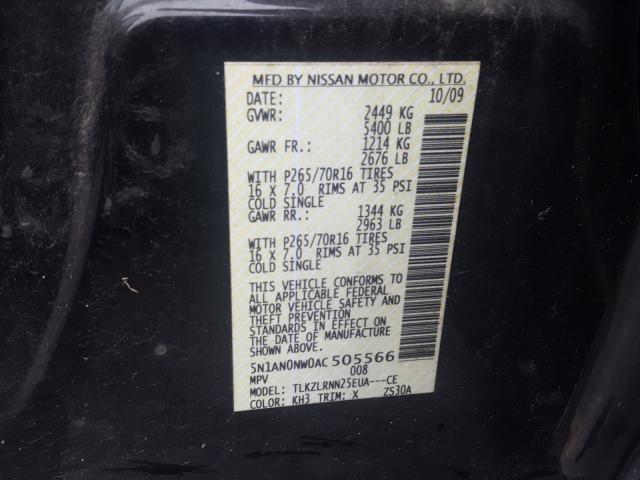 MFD BY NISSAN MOTOR CO., LTD.
DATE: 10/09
GVWR: 2449 KG
5400 LB
GAWR FR.: 1214 KG
2676 LB
WITH P265/70R16 TIRES
16 X 7.0 RIMS AT 35 PSI
COLD SINGLE
GAWR RR.: 1344 KG
2963 LB
WITH P265/70R16 TIRES
16 X 7.0 RIMS AT 35 PSI
COLD SINGLE
THIS VEHICLE CONFORMS TO
ALL APPLICABLE FEDERAL
MOTOR VEHICLE SAFETY AND
THEFT PREVENTION
STANDARDS IN EFFECT ON
THE DATE OF MANUFACTURE
SHOWN ABOVE.
5N1AN0NW0AC505566
MPV 008
MODEL: TLKZLRNN25EUA---CE
COLOR: KH3 TRIM: X ZS30A